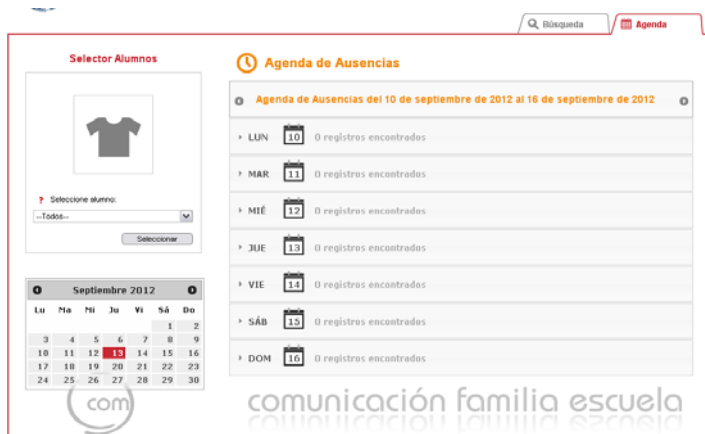 Búsqueda
Agenda
Selector Alumnos
? Seleccione alumno:
--Todos--
Seleccionar
Septiembre 2012
Lu Ma Mi Ju Vi Sá Do
1 2
3 4 5 6 7 8 9
10 11 12 13 14 15 16
17 18 19 20 21 22 23
24 25 26 27 28 29 30
Agenda de Ausencias
Agenda de Ausencias del 10 de septiembre de 2012 al 16 de septiembre de 2012
LUN 10 0 registros encontrados
MAR 11 0 registros encontrados
MIÉ 12 0 registros encontrados
JUE 13 0 registros encontrados
VIE 14 0 registros encontrados
SÁB 15 0 registros encontrados
DOM 16 0 registros encontrados
com
comunicación familia escuela